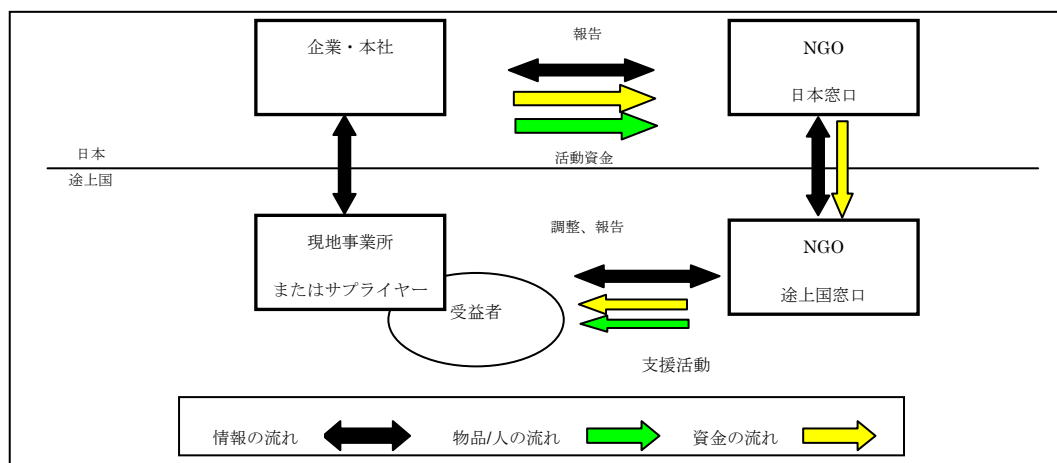 企業・本社
報告
NGO
日本窓口
日本
活動資金
途上国
現地事業所
またはサプライヤー
調整、報告
NGO
途上国窓口
受益者
支援活動
情報の流れ
物品/人の流れ
資金の流れ